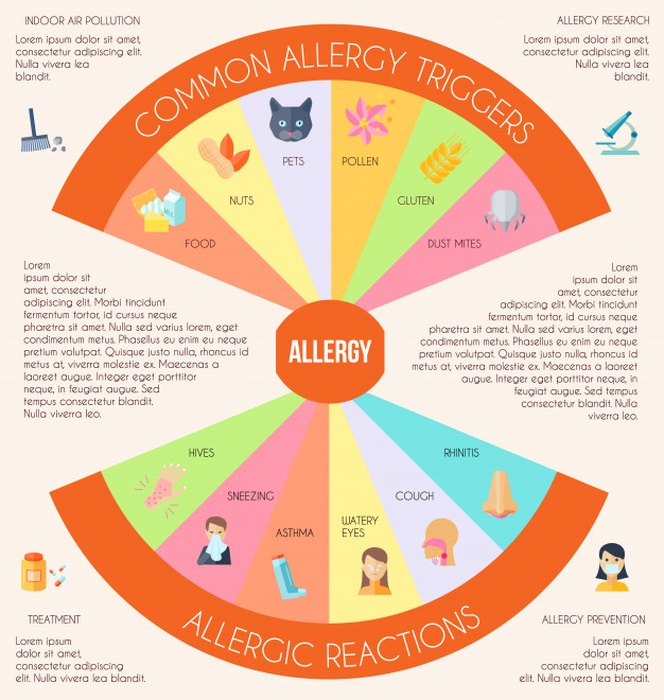 INDOOR AIR POLLUTION
Lorem ipsum dolor sit amet,
consectetur adipiscing elit.
Nulla vivera lea
blandit.
ALLERGY RESEARCH
Lorem ipsum dolor sit amet,
consectetur adipiscing elit.
Nulla vivera lea
blandit.
COMMON ALLERGY TRIGGERS
FOOD
NUTS
PETS
POLLEN
GLUTEN
DUST MITES
Lorem
ipsum dolor sit
amet, consectetur
adipiscing elit. Morbi tincidunt
fermentum tortor, id cursus neque
pharetra sit amet. Nulla sed varius dolor, eget
condimentum metus. Phasellus eu enim eu neque
pretium volutpat. Quisque justo nulla, rhoncus id
metus at, viverra molestie ex. Maecenas a
laoreet augue. Integer eget porttitor
neque, in feugiat augue. Sed
tempus consectetur blandit.
Nulla viverra leo.
ALLERGY
Lorem
ipsum dolor sit
amet, consectetur
adipiscing elit. Morbi tincidunt
fermentum tortor, id cursus neque
pharetra sit amet. Nulla sed varius dolor, eget
condimentum metus. Phasellus eu enim eu neque
pretium volutpat. Quisque justo nulla, rhoncus id
metus at, viverra molestie ex. Maecenas a laoreet
augue. Integer eget porttitor
neque, in feugiat augue.
Sed tempus
consectetur blandit.
Nulla
viverra leo.
HIVES
SNEEZING
ASTHMA
WATERY
EYES
COUGH
RHINITIS
ALLERGIC REACTIONS
TREATMENT
Lorem ipsum
dolor sit amet,
consectetur adipiscing
elit. Nulla vivera lea blandit.
ALLERGY PREVENTION
Lorem ipsum
dolor sit amet,
consectetur adipiscing
elit. Nulla vivera lea blandit.